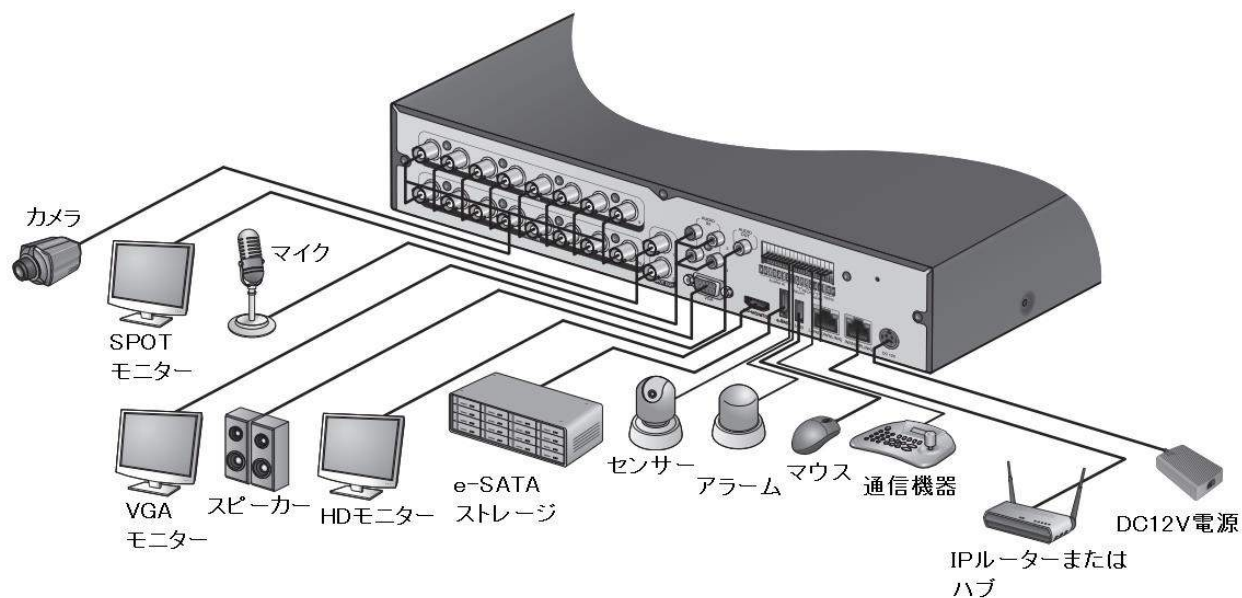 カメラ
マイク
SPOT
モニター
VGA
モニター
スピーカー
HDモニター
e-SATA
ストレージ
センサー
アラーム
マウス
通信機器
IPルーターまたは
ハブ
DC12V電源